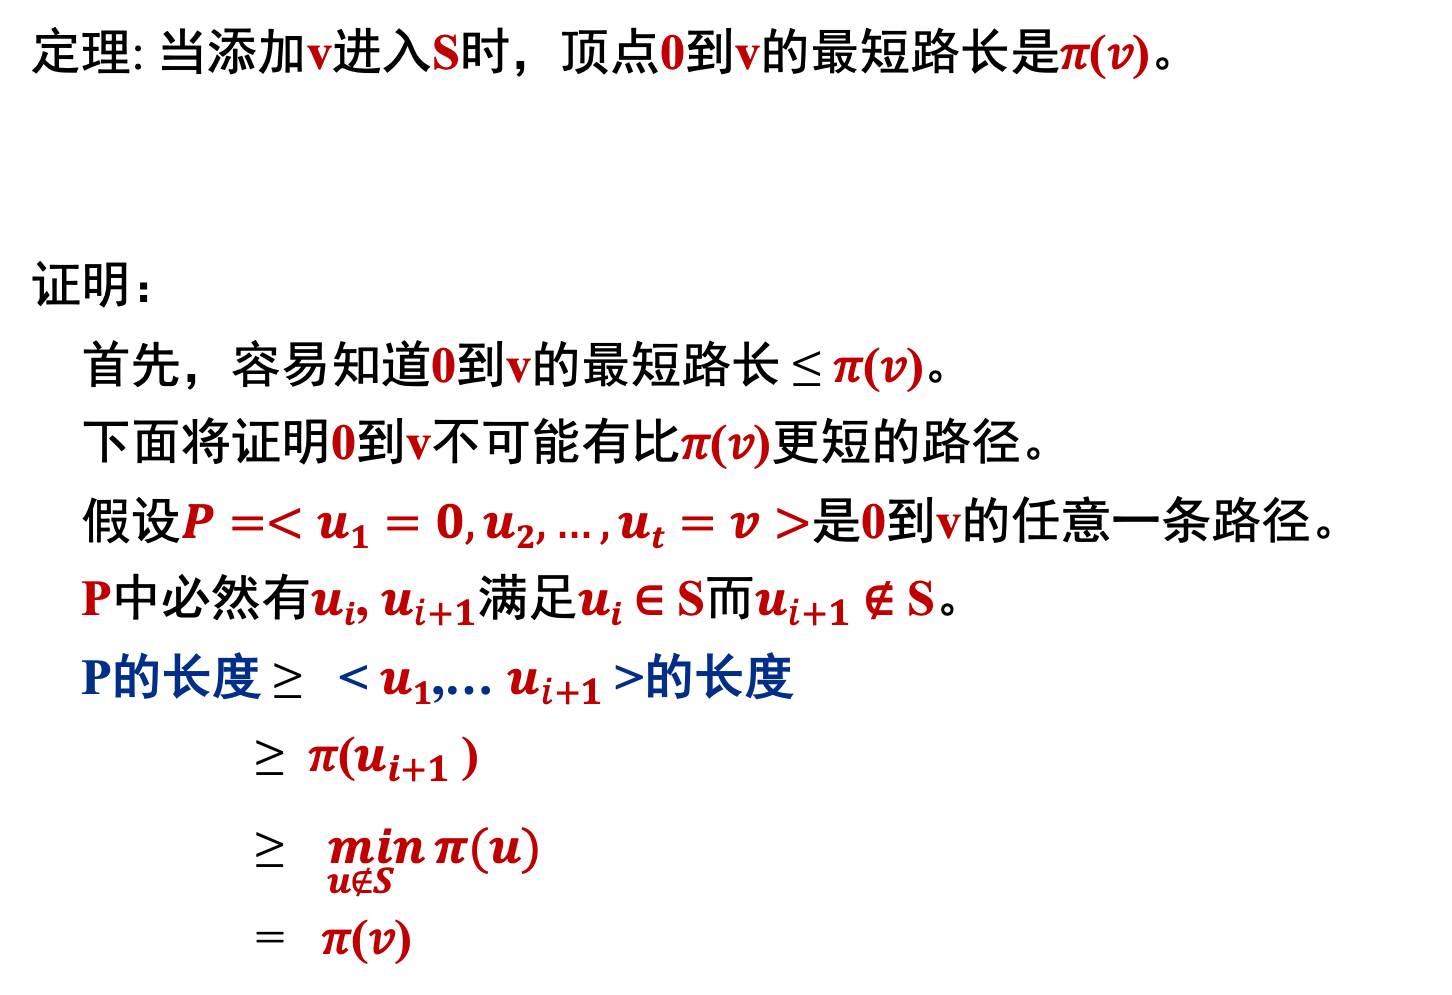 定理: 当添加v进入S时，顶点0到v的最短路长是π(v)。
证明：
首先，容易知道0到v的最短路长 ≤ π(v)。
下面将证明0到v不可能有比π(v)更短的路径。
假设P =< u₁ = 0, u₂, … , uₜ = v >是0到v的任意一条路径。
P中必然有uᵢ, uᵢ₊₁满足uᵢ ∈ S而uᵢ₊₁ ∉ S。
P的长度 ≥ < u₁,… uᵢ₊₁ >的长度
≥ π(uᵢ₊₁ )
≥ min π(u)
u∉S
= π(v)